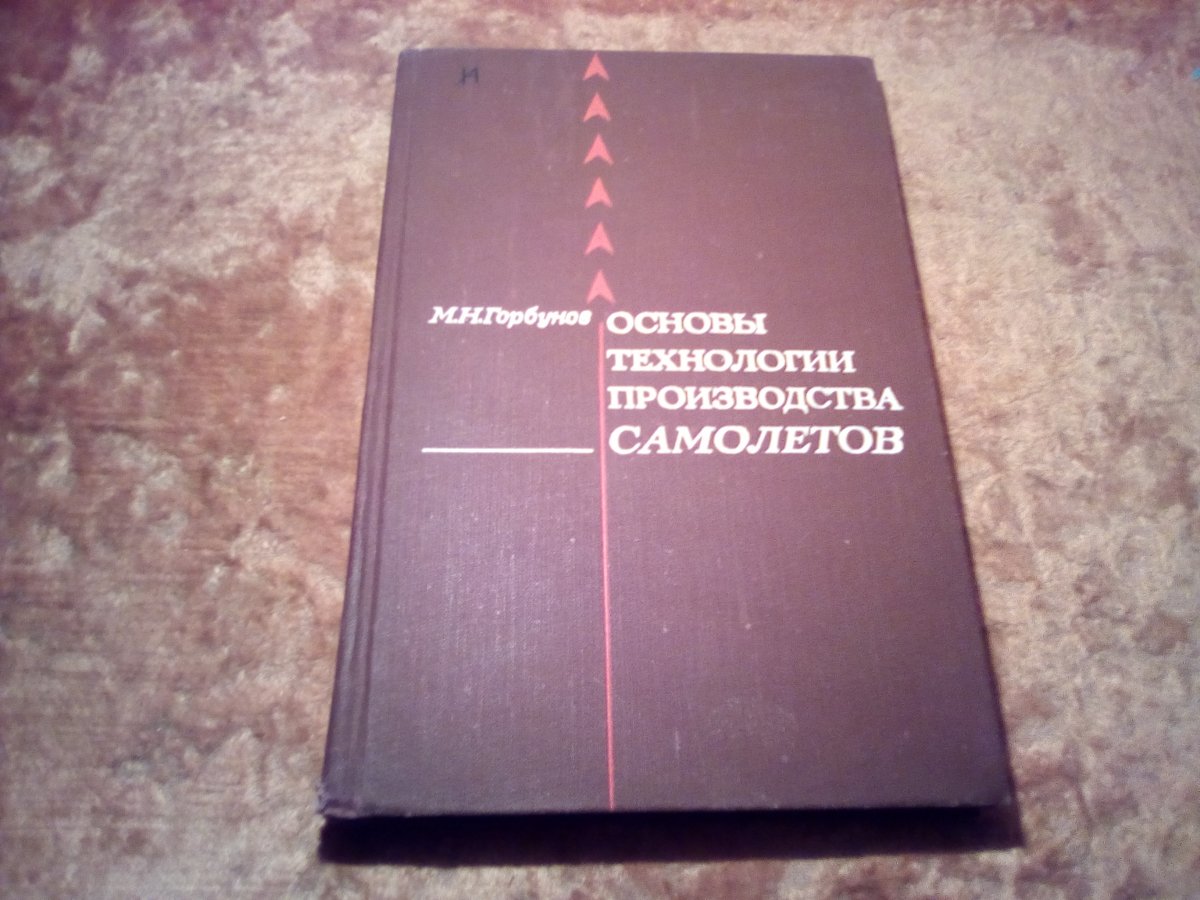 И
М.Н.Горбунов
ОСНОВЫ
ТЕХНОЛОГИИ
ПРОИЗВОДСТВА
САМОЛЕТОВ